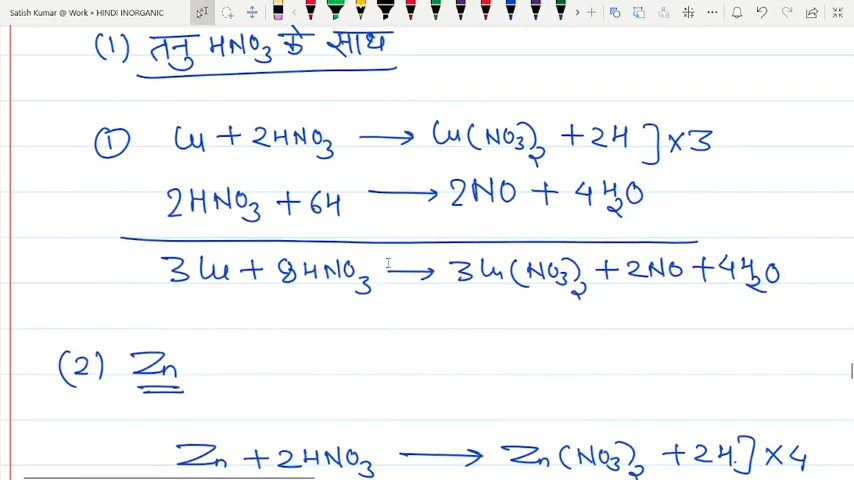 Satish Kumar @ Work » HINDI INORGANIC
(1) तनु HNO₃ के साथ
① Cu + 2HNO₃ → Cu(NO₃)₂ + 2H ] × 3
2HNO₃ + 6H → 2NO + 4H₂O
3Cu + 8HNO₃ → 3Cu(NO₃)₂ + 2NO + 4H₂O
(2) Zn
Zn + 2HNO₃ → Zn(NO₃)₂ + 2H ] × 4